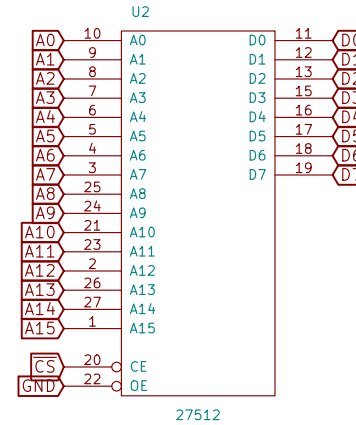 U2
A0 10 A0 D0 11 D0
A1 9 A1 D1 12 D1
A2 8 A2 D2 13 D2
A3 7 A3 D3 15 D3
A4 6 A4 D4 16 D4
A5 5 A5 D5 17 D5
A6 4 A6 D6 18 D6
A7 3 A7 D7 19 D7
A8 25 A8
A9 24 A9
A10 21 A10
A11 23 A11
A12 2 A12
A13 26 A13
A14 27 A14
A15 1 A15
C̅S̅ 20 CE
GND 22 OE
27512